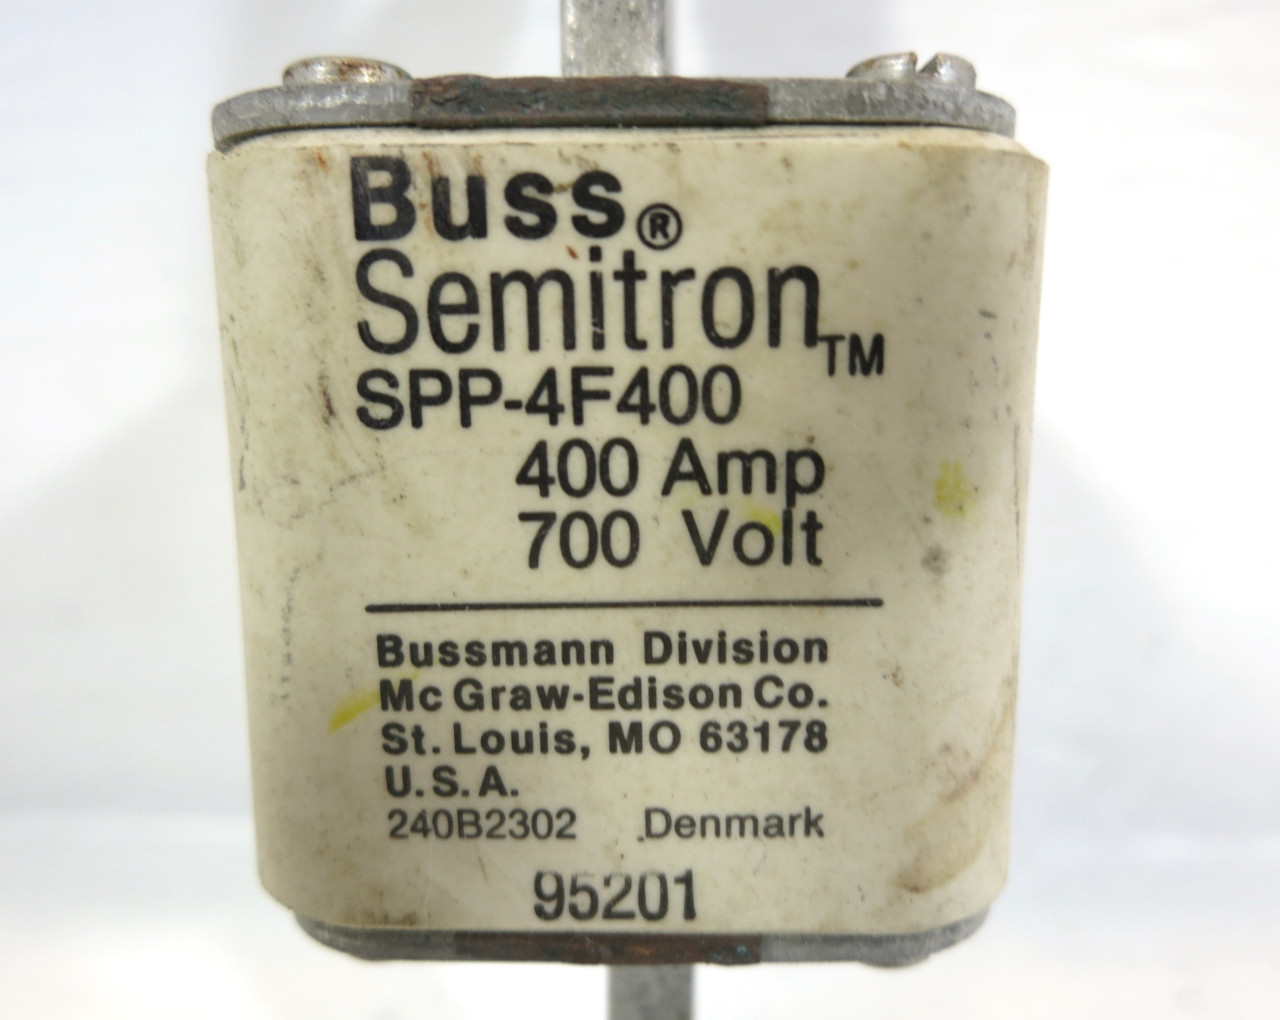 Buss®
Semitron™
SPP-4F400
400 Amp
700 Volt
Bussmann Division
Mc Graw-Edison Co.
St. Louis, MO 63178
U.S.A.
240B2302 Denmark
95201